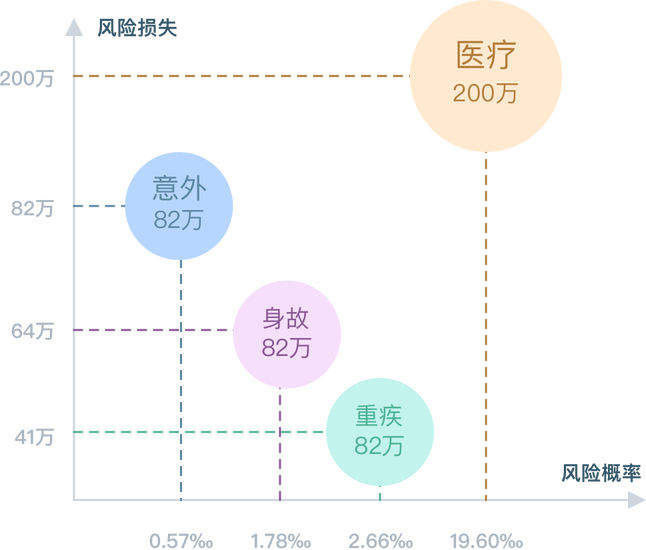 风险损失
200万
82万
64万
41万
医疗
200万
意外
82万
身故
82万
重疾
82万
风险概率
0.57‱
1.78‱
2.66‱
19.60‱